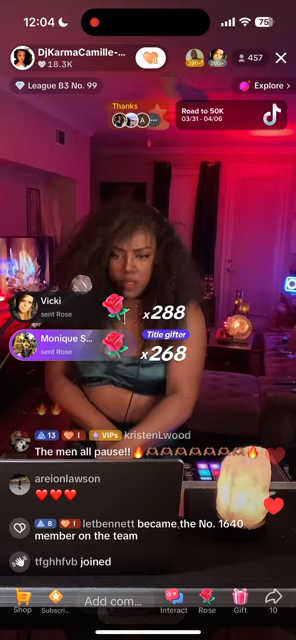 12:04
75
DjKarmaCamille-...
18.3K
457
League B3 No. 99
Explore >
Thanks
A
Road to 50K
03/31 - 04/06
Vicki
sent Rose
x288
Title gifter
Monique S...
sent Rose
x268
13 1 VIPs kristenLwood
The men all pause!!
areionlawson
8 1 letbennett became the No. 1640
member on the team
tfghhfvb joined
Shop
Subscri...
Add com...
Interact
Rose
Gift
10